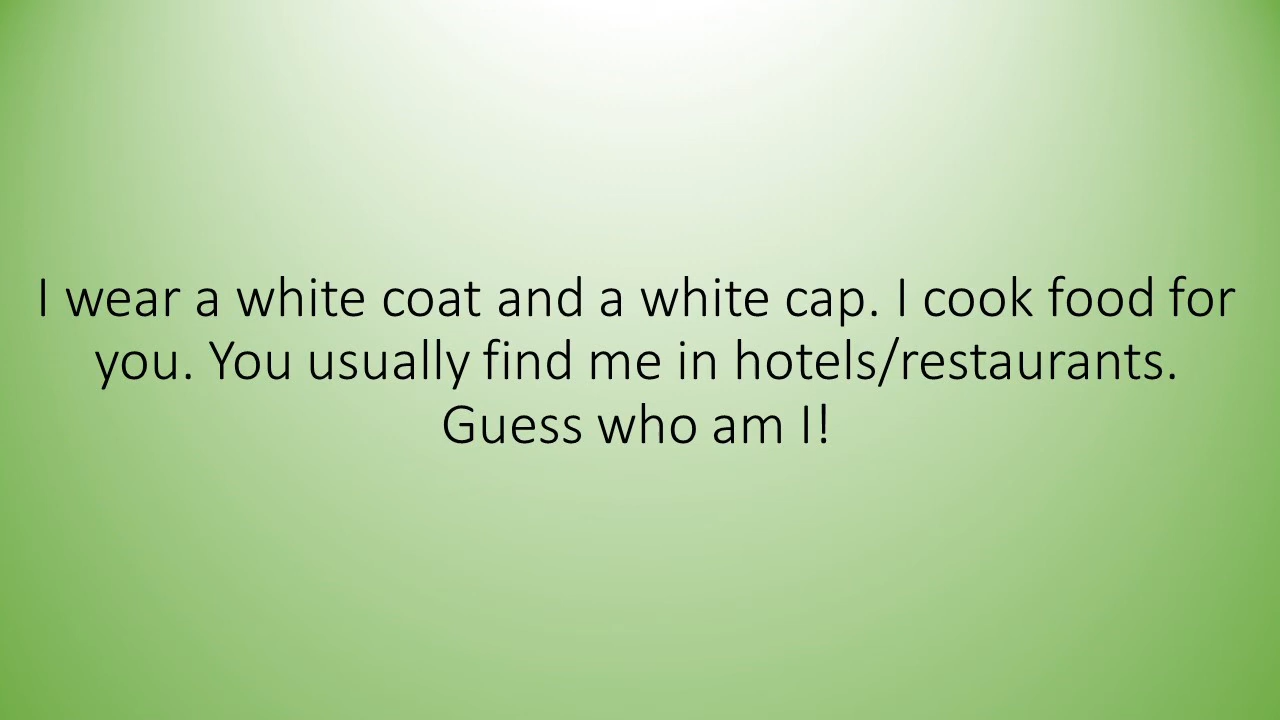 I wear a white coat and a white cap. I cook food for
you. You usually find me in hotels/restaurants.
Guess who am I!